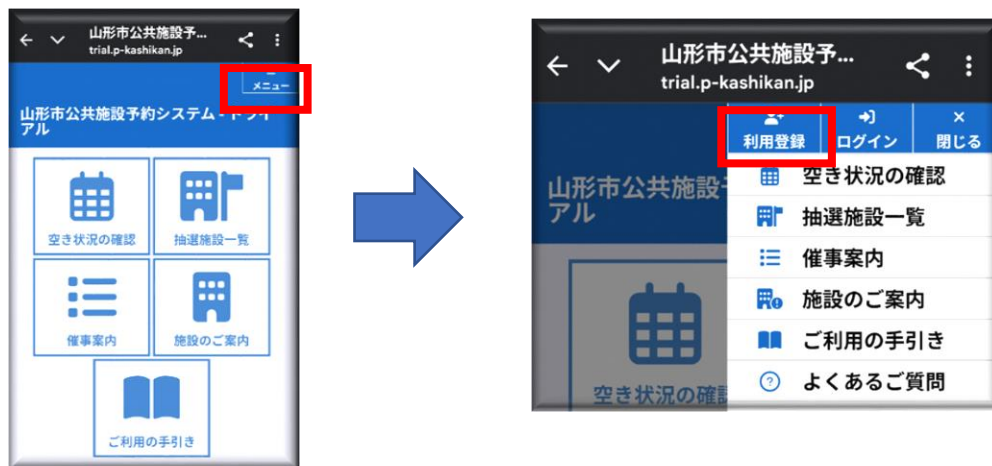 山形市公共施設予...
trial.p-kashikan.jp
メニュー
山形市公共施設予約システム - トライ
アル
空き状況の確認
抽選施設一覧
催事案内
施設のご案内
ご利用の手引き
山形市公共施設予...
trial.p-kashikan.jp
利用登録
ログイン
閉じる
山形市公共施設
アル
空き状況の確認
空き状況の確認
抽選施設一覧
催事案内
施設のご案内
ご利用の手引き
よくあるご質問